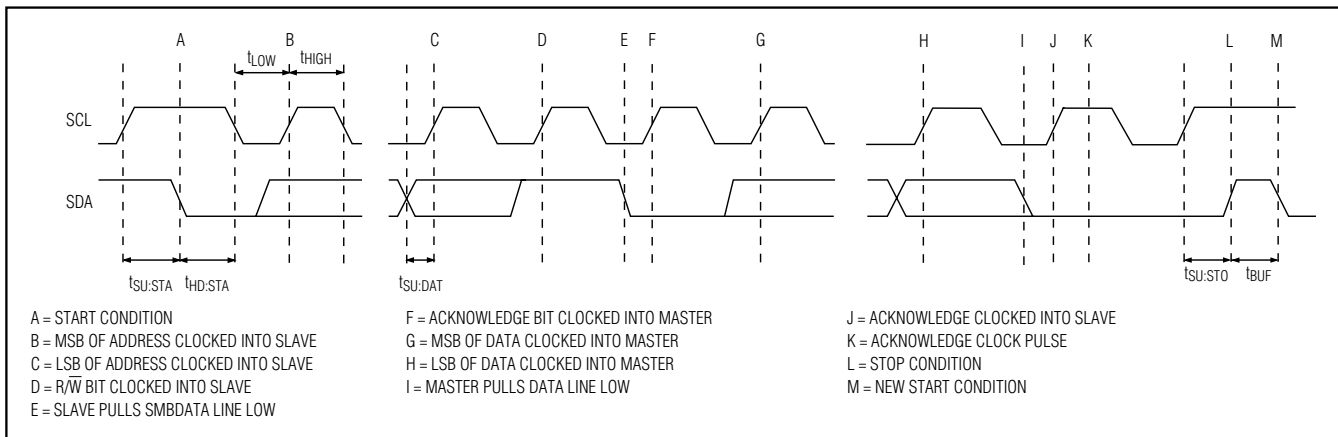 A B C D E F G H I J K L M
tLOW tHIGH
SCL
SDA
tSU:STA tHD:STA tSU:DAT tSU:STO tBUF
A = START CONDITION
B = MSB OF ADDRESS CLOCKED INTO SLAVE
C = LSB OF ADDRESS CLOCKED INTO SLAVE
D = R/W̅ BIT CLOCKED INTO SLAVE
E = SLAVE PULLS SMBDATA LINE LOW
F = ACKNOWLEDGE BIT CLOCKED INTO MASTER
G = MSB OF DATA CLOCKED INTO MASTER
H = LSB OF DATA CLOCKED INTO MASTER
I = MASTER PULLS DATA LINE LOW
J = ACKNOWLEDGE CLOCKED INTO SLAVE
K = ACKNOWLEDGE CLOCK PULSE
L = STOP CONDITION
M = NEW START CONDITION